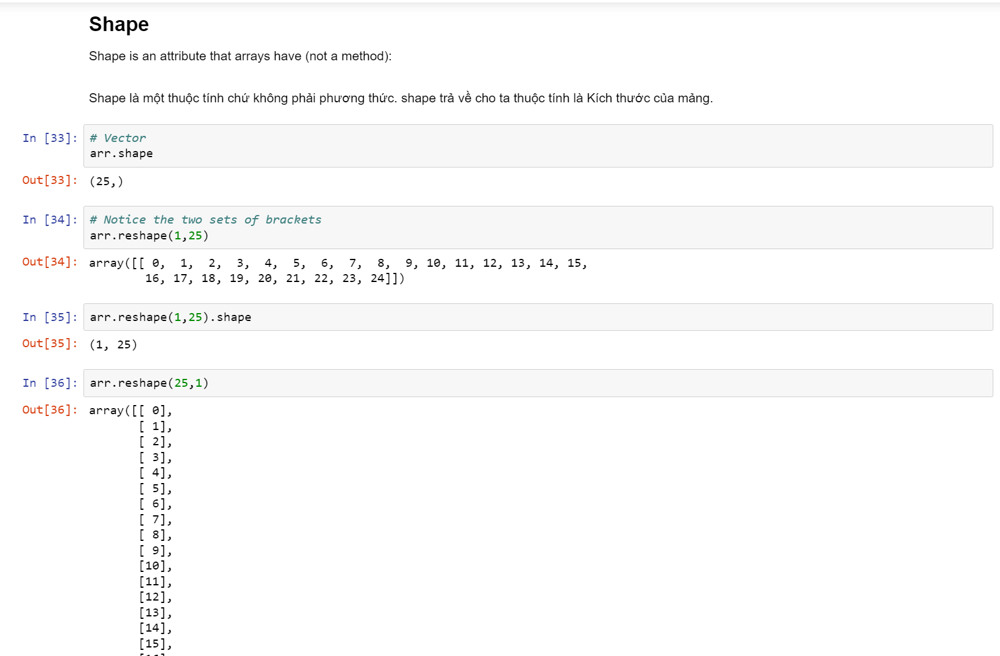 Shape
Shape is an attribute that arrays have (not a method):
Shape là một thuộc tính chứ không phải phương thức. shape trả về cho ta thuộc tính là Kích thước của mảng.
In [33]: # Vector
arr.shape
Out[33]: (25,)
In [34]: # Notice the two sets of brackets
arr.reshape(1,25)
Out[34]: array([[ 0,  1,  2,  3,  4,  5,  6,  7,  8,  9, 10, 11, 12, 13, 14, 15,
16, 17, 18, 19, 20, 21, 22, 23, 24]])
In [35]: arr.reshape(1,25).shape
Out[35]: (1, 25)
In [36]: arr.reshape(25,1)
Out[36]: array([[ 0],
[ 1],
[ 2],
[ 3],
[ 4],
[ 5],
[ 6],
[ 7],
[ 8],
[ 9],
[10],
[11],
[12],
[13],
[14],
[15],